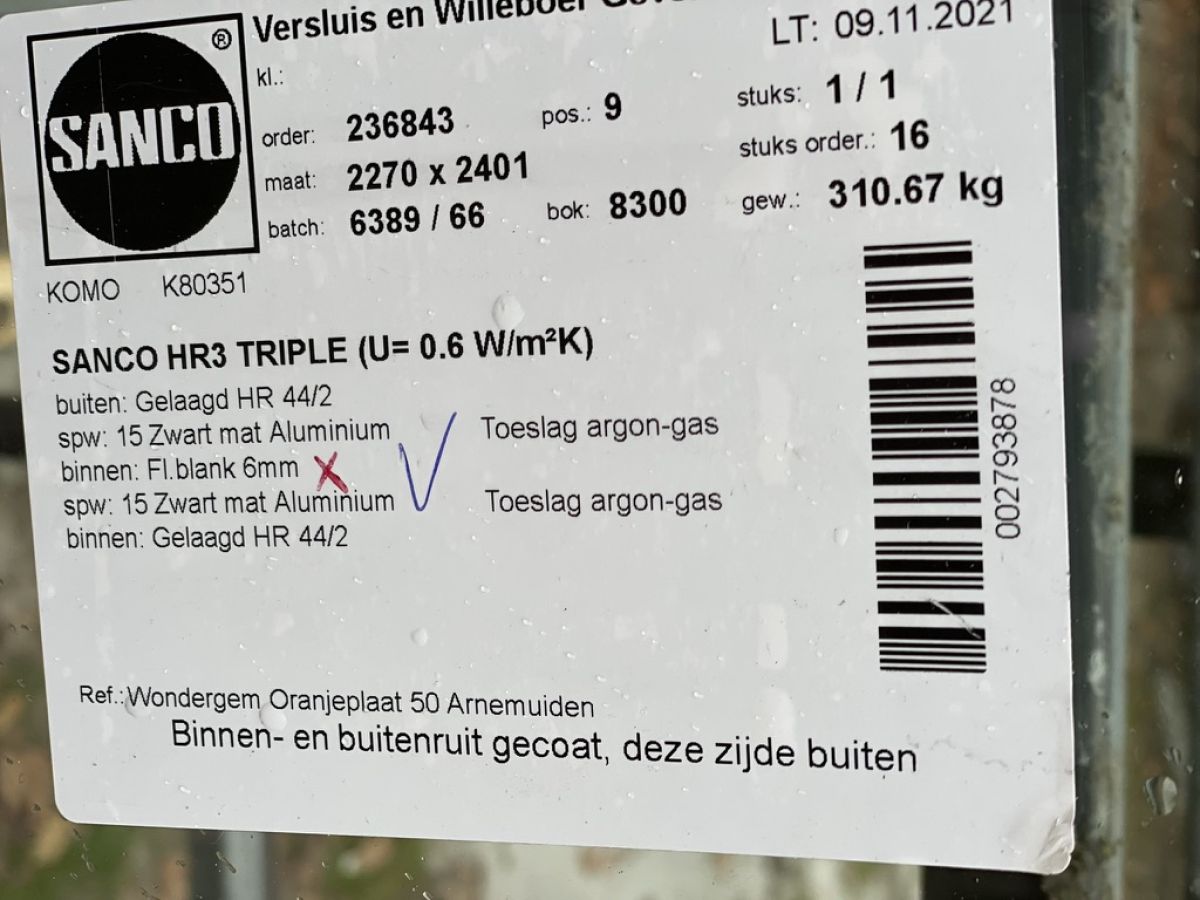 Versluis en Willeboer
LT: 09.11.2021
®
SANCO
kl.:
order: 236843 pos.: 9 stuks: 1 / 1
maat: 2270 x 2401 stuks order.: 16
batch: 6389 / 66 bok: 8300 gew.: 310.67 kg
KOMO K80351
SANCO HR3 TRIPLE (U= 0.6 W/m²K)
buiten: Gelaagd HR 44/2
spw: 15 Zwart mat Aluminium Toeslag argon-gas
binnen: Fl.blank 6mm
spw: 15 Zwart mat Aluminium Toeslag argon-gas
binnen: Gelaagd HR 44/2
002793878
Ref.:Wondergem Oranjeplaat 50 Arnemuiden
Binnen- en buitenruit gecoat, deze zijde buiten